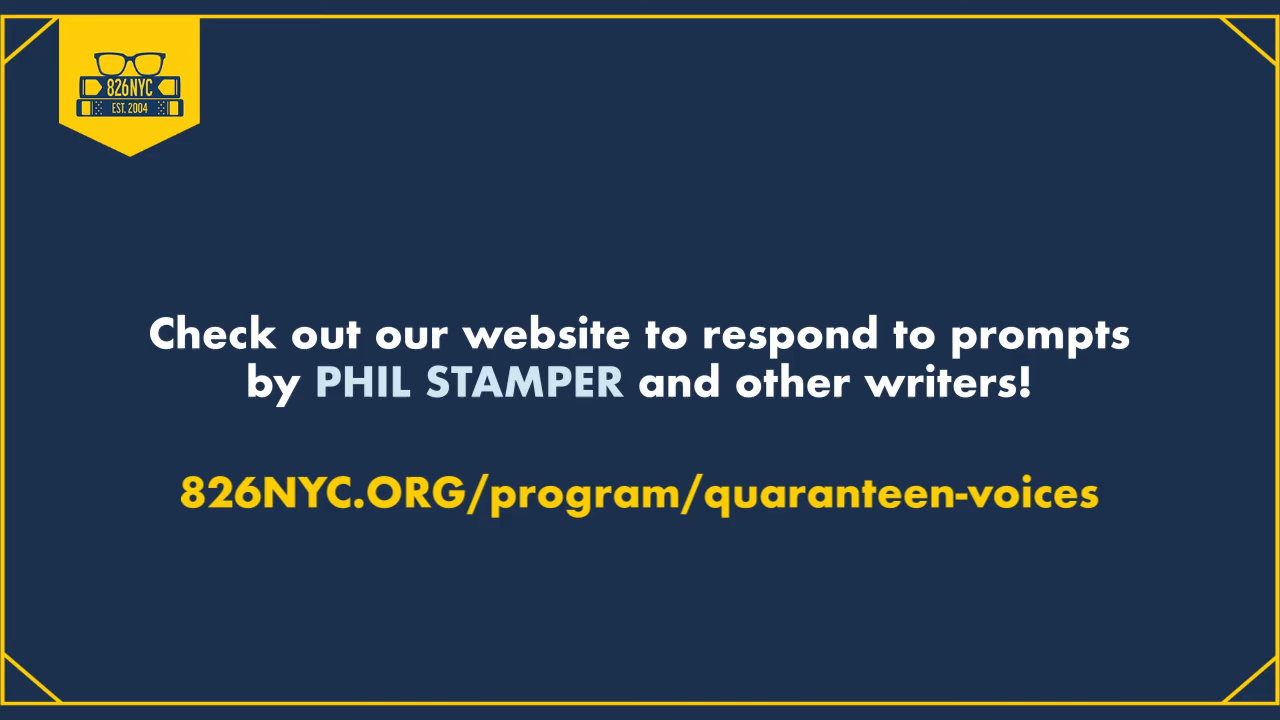 826NYC
EST. 2004
Check out our website to respond to prompts
by PHIL STAMPER and other writers!
826NYC.ORG/program/quaranteen-voices